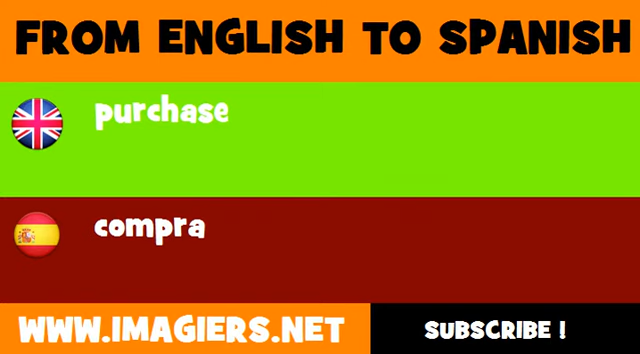 FROM ENGLISH TO SPANISH
purchase
compra
WWW.IMAGIERS.NET
SUBSCRIBE !